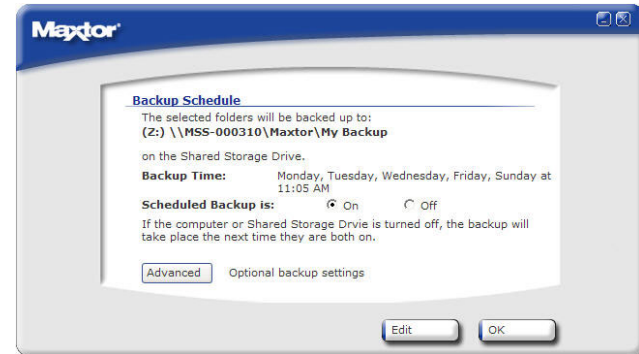 Maxtor
Backup Schedule
The selected folders will be backed up to:
(Z:) \\MSS-000310\Maxtor\My Backup
on the Shared Storage Drive.
Backup Time: Monday, Tuesday, Wednesday, Friday, Sunday at
11:05 AM
Scheduled Backup is: On Off
If the computer or Shared Storage Drvie is turned off, the backup will
take place the next time they are both on.
Advanced Optional backup settings
Edit OK